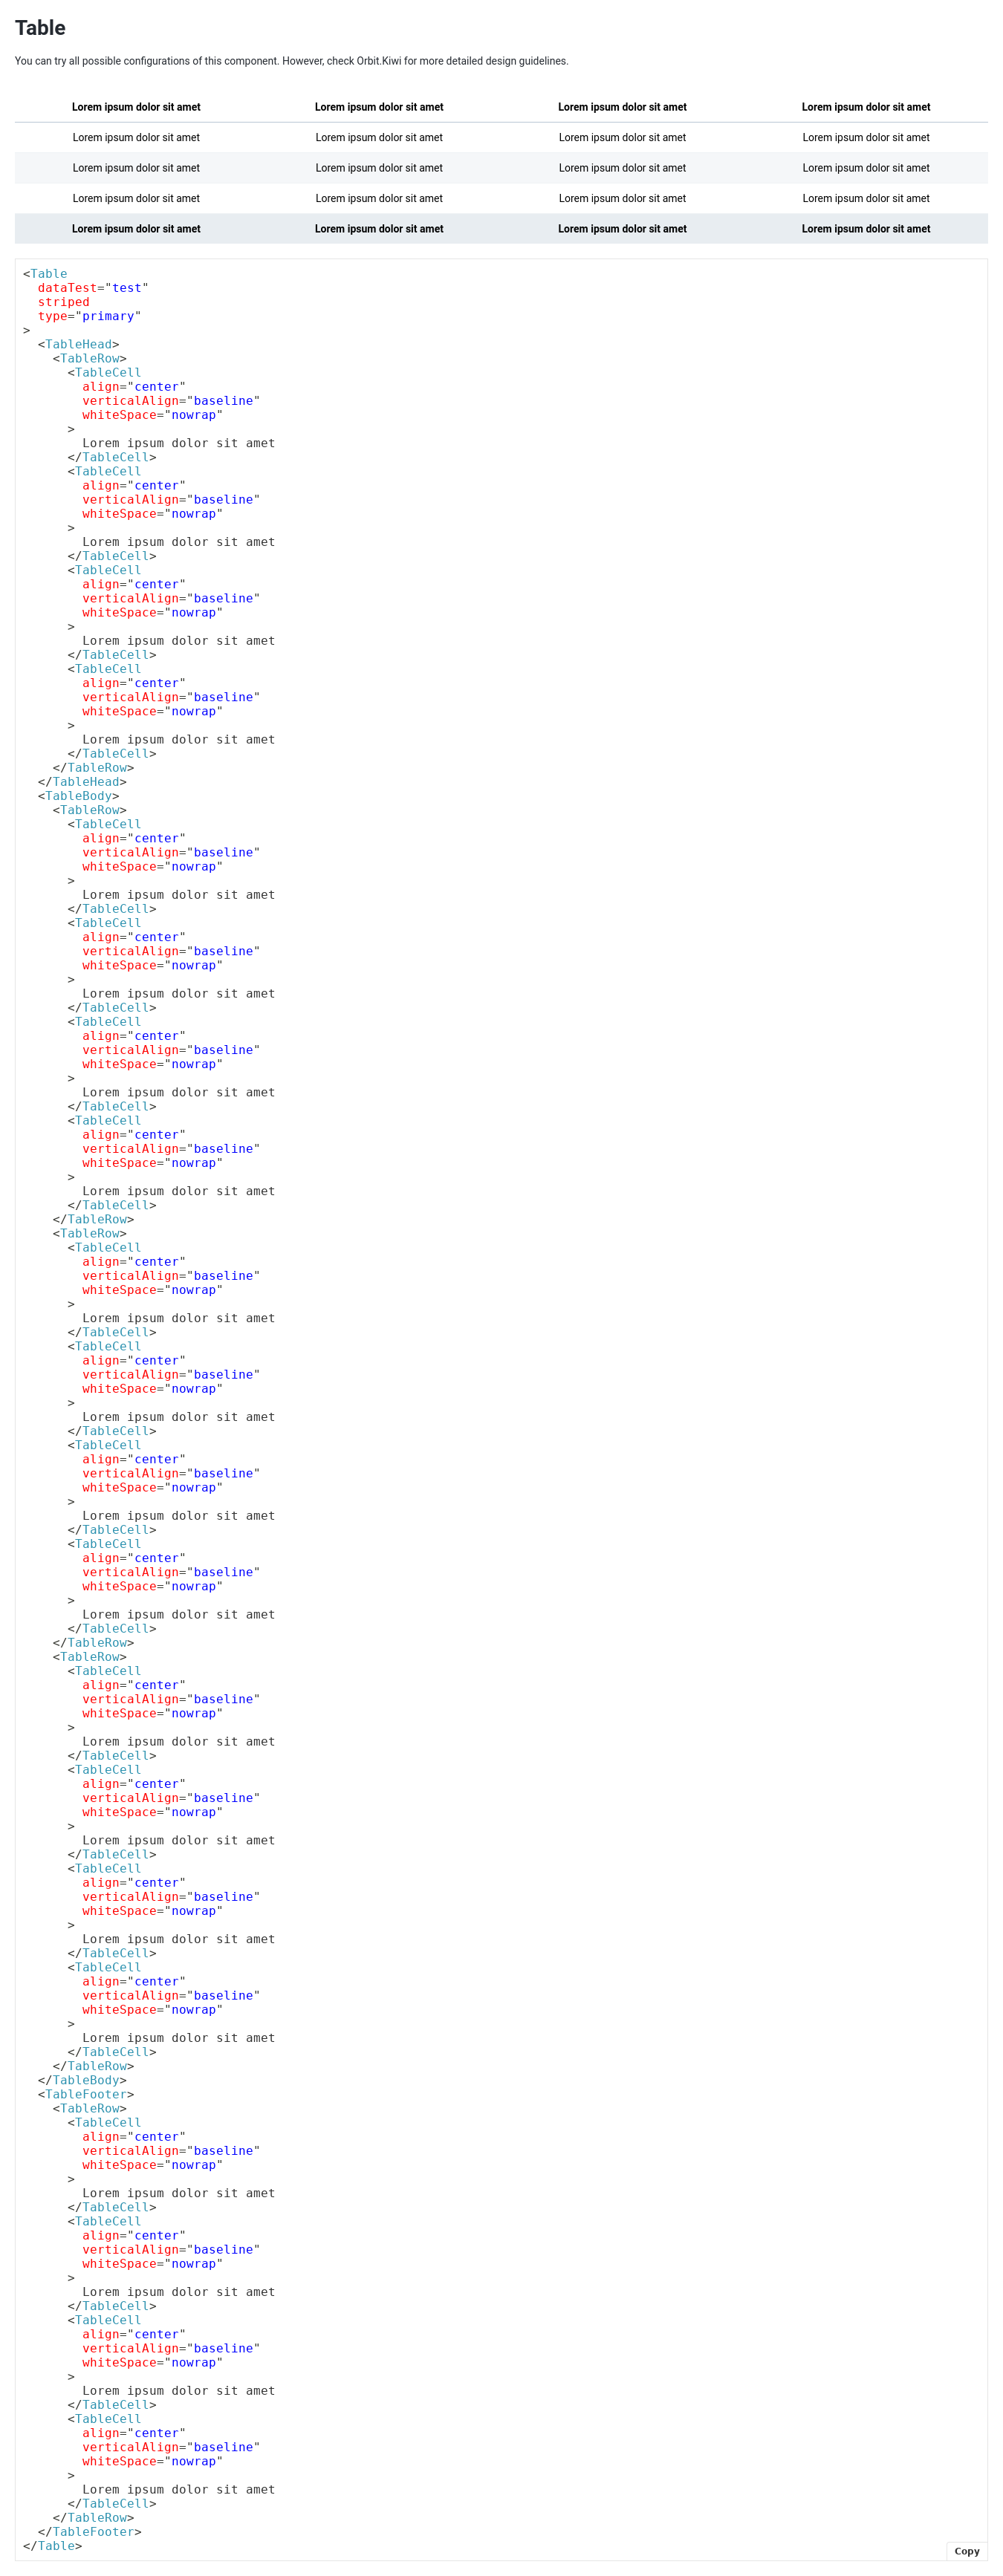 Table
You can try all possible configurations of this component. However, check Orbit.Kiwi for more detailed design guidelines.
Lorem ipsum dolor sit amet Lorem ipsum dolor sit amet Lorem ipsum dolor sit amet Lorem ipsum dolor sit amet
Lorem ipsum dolor sit amet Lorem ipsum dolor sit amet Lorem ipsum dolor sit amet Lorem ipsum dolor sit amet
Lorem ipsum dolor sit amet Lorem ipsum dolor sit amet Lorem ipsum dolor sit amet Lorem ipsum dolor sit amet
Lorem ipsum dolor sit amet Lorem ipsum dolor sit amet Lorem ipsum dolor sit amet Lorem ipsum dolor sit amet
Lorem ipsum dolor sit amet Lorem ipsum dolor sit amet Lorem ipsum dolor sit amet Lorem ipsum dolor sit amet
<Table
  dataTest="test"
  striped
  type="primary"
>
  <TableHead>
    <TableRow>
      <TableCell
        align="center"
        verticalAlign="baseline"
        whiteSpace="nowrap"
      >
        Lorem ipsum dolor sit amet
      </TableCell>
      <TableCell
        align="center"
        verticalAlign="baseline"
        whiteSpace="nowrap"
      >
        Lorem ipsum dolor sit amet
      </TableCell>
      <TableCell
        align="center"
        verticalAlign="baseline"
        whiteSpace="nowrap"
      >
        Lorem ipsum dolor sit amet
      </TableCell>
      <TableCell
        align="center"
        verticalAlign="baseline"
        whiteSpace="nowrap"
      >
        Lorem ipsum dolor sit amet
      </TableCell>
    </TableRow>
  </TableHead>
  <TableBody>
    <TableRow>
      <TableCell
        align="center"
        verticalAlign="baseline"
        whiteSpace="nowrap"
      >
        Lorem ipsum dolor sit amet
      </TableCell>
      <TableCell
        align="center"
        verticalAlign="baseline"
        whiteSpace="nowrap"
      >
        Lorem ipsum dolor sit amet
      </TableCell>
      <TableCell
        align="center"
        verticalAlign="baseline"
        whiteSpace="nowrap"
      >
        Lorem ipsum dolor sit amet
      </TableCell>
      <TableCell
        align="center"
        verticalAlign="baseline"
        whiteSpace="nowrap"
      >
        Lorem ipsum dolor sit amet
      </TableCell>
    </TableRow>
    <TableRow>
      <TableCell
        align="center"
        verticalAlign="baseline"
        whiteSpace="nowrap"
      >
        Lorem ipsum dolor sit amet
      </TableCell>
      <TableCell
        align="center"
        verticalAlign="baseline"
        whiteSpace="nowrap"
      >
        Lorem ipsum dolor sit amet
      </TableCell>
      <TableCell
        align="center"
        verticalAlign="baseline"
        whiteSpace="nowrap"
      >
        Lorem ipsum dolor sit amet
      </TableCell>
      <TableCell
        align="center"
        verticalAlign="baseline"
        whiteSpace="nowrap"
      >
        Lorem ipsum dolor sit amet
      </TableCell>
    </TableRow>
    <TableRow>
      <TableCell
        align="center"
        verticalAlign="baseline"
        whiteSpace="nowrap"
      >
        Lorem ipsum dolor sit amet
      </TableCell>
      <TableCell
        align="center"
        verticalAlign="baseline"
        whiteSpace="nowrap"
      >
        Lorem ipsum dolor sit amet
      </TableCell>
      <TableCell
        align="center"
        verticalAlign="baseline"
        whiteSpace="nowrap"
      >
        Lorem ipsum dolor sit amet
      </TableCell>
      <TableCell
        align="center"
        verticalAlign="baseline"
        whiteSpace="nowrap"
      >
        Lorem ipsum dolor sit amet
      </TableCell>
    </TableRow>
  </TableBody>
  <TableFooter>
    <TableRow>
      <TableCell
        align="center"
        verticalAlign="baseline"
        whiteSpace="nowrap"
      >
        Lorem ipsum dolor sit amet
      </TableCell>
      <TableCell
        align="center"
        verticalAlign="baseline"
        whiteSpace="nowrap"
      >
        Lorem ipsum dolor sit amet
      </TableCell>
      <TableCell
        align="center"
        verticalAlign="baseline"
        whiteSpace="nowrap"
      >
        Lorem ipsum dolor sit amet
      </TableCell>
      <TableCell
        align="center"
        verticalAlign="baseline"
        whiteSpace="nowrap"
      >
        Lorem ipsum dolor sit amet
      </TableCell>
    </TableRow>
  </TableFooter>
</Table>
Copy